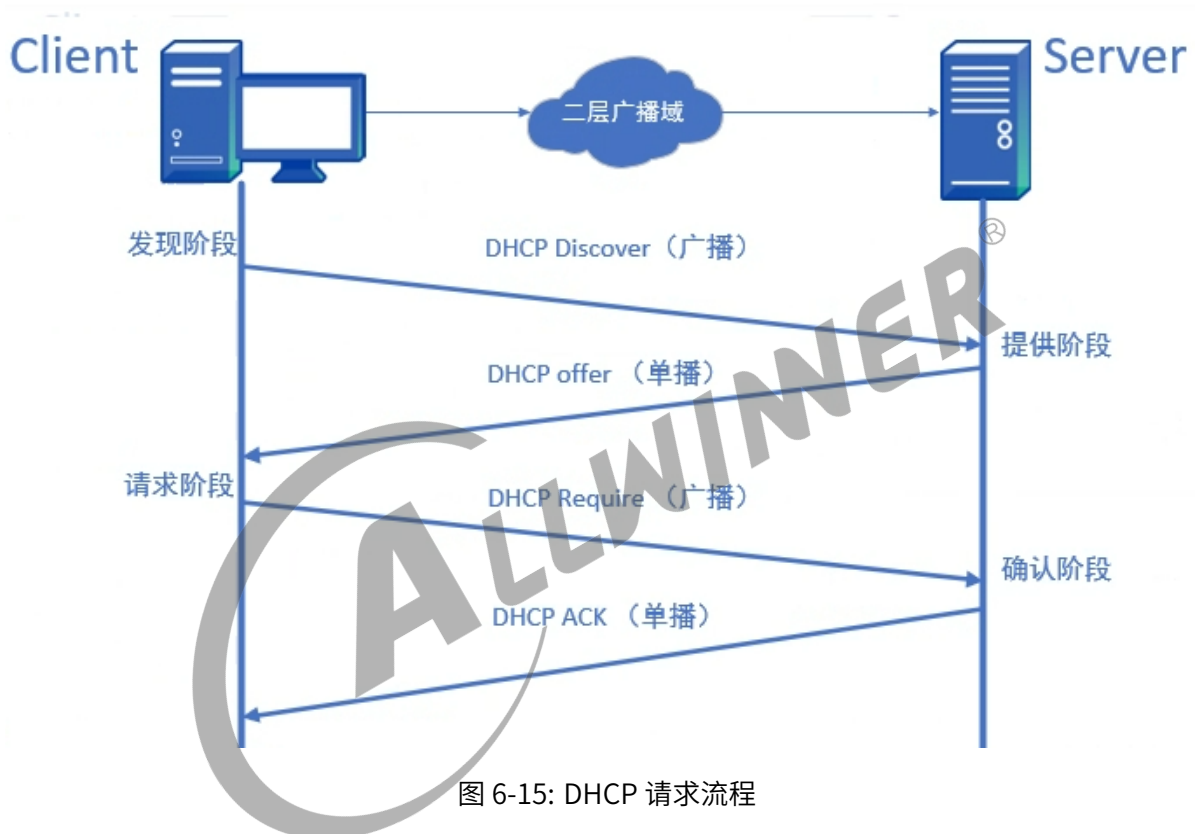 Client
Server
二层广播域
发现阶段
DHCP Discover（广播）
®
提供阶段
DHCP offer （单播）
请求阶段
DHCP Require （广播）
ALLWINNER
确认阶段
DHCP ACK （单播）
图 6-15: DHCP 请求流程